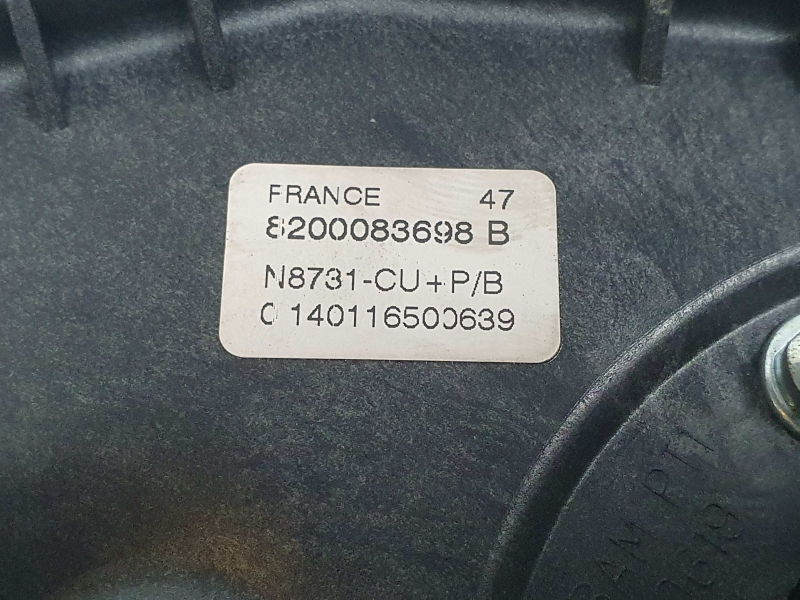 FRANCE 47
8200083698 B
N8731-CU+P/B
0 140116500639